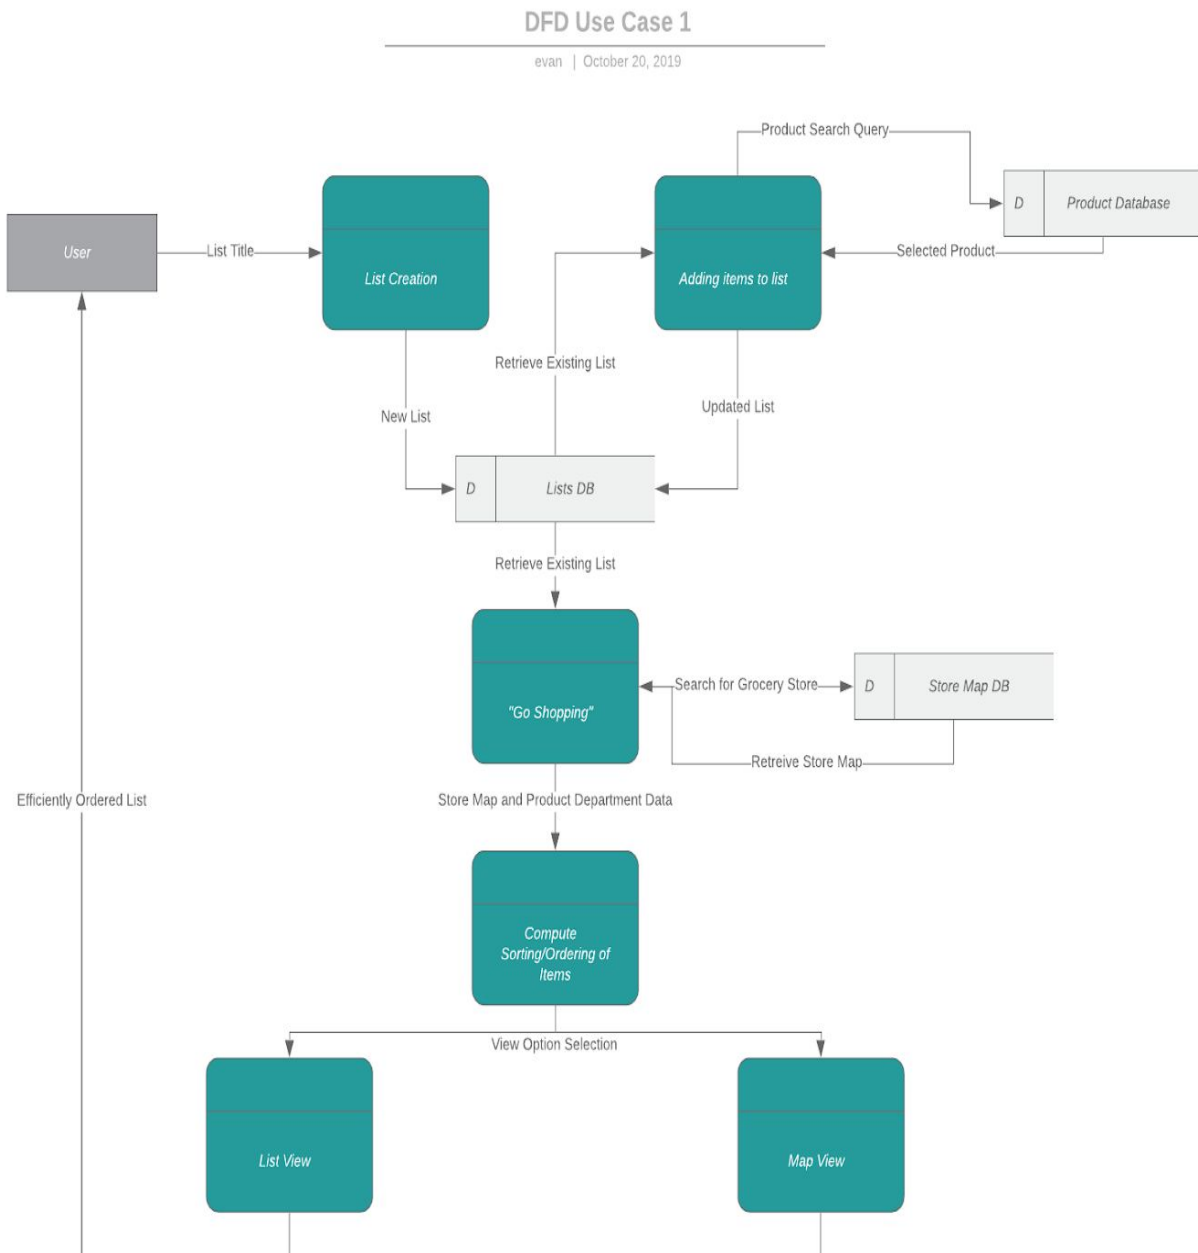 DFD Use Case 1
evan | October 20, 2019
Product Search Query
D
Product Database
User
List Title
List Creation
Adding items to list
Selected Product
Retrieve Existing List
New List
Updated List
D
Lists DB
Retrieve Existing List
"Go Shopping"
Search for Grocery Store
D
Store Map DB
Retreive Store Map
Efficiently Ordered List
Store Map and Product Department Data
Compute
Sorting/Ordering of
Items
View Option Selection
List View
Map View